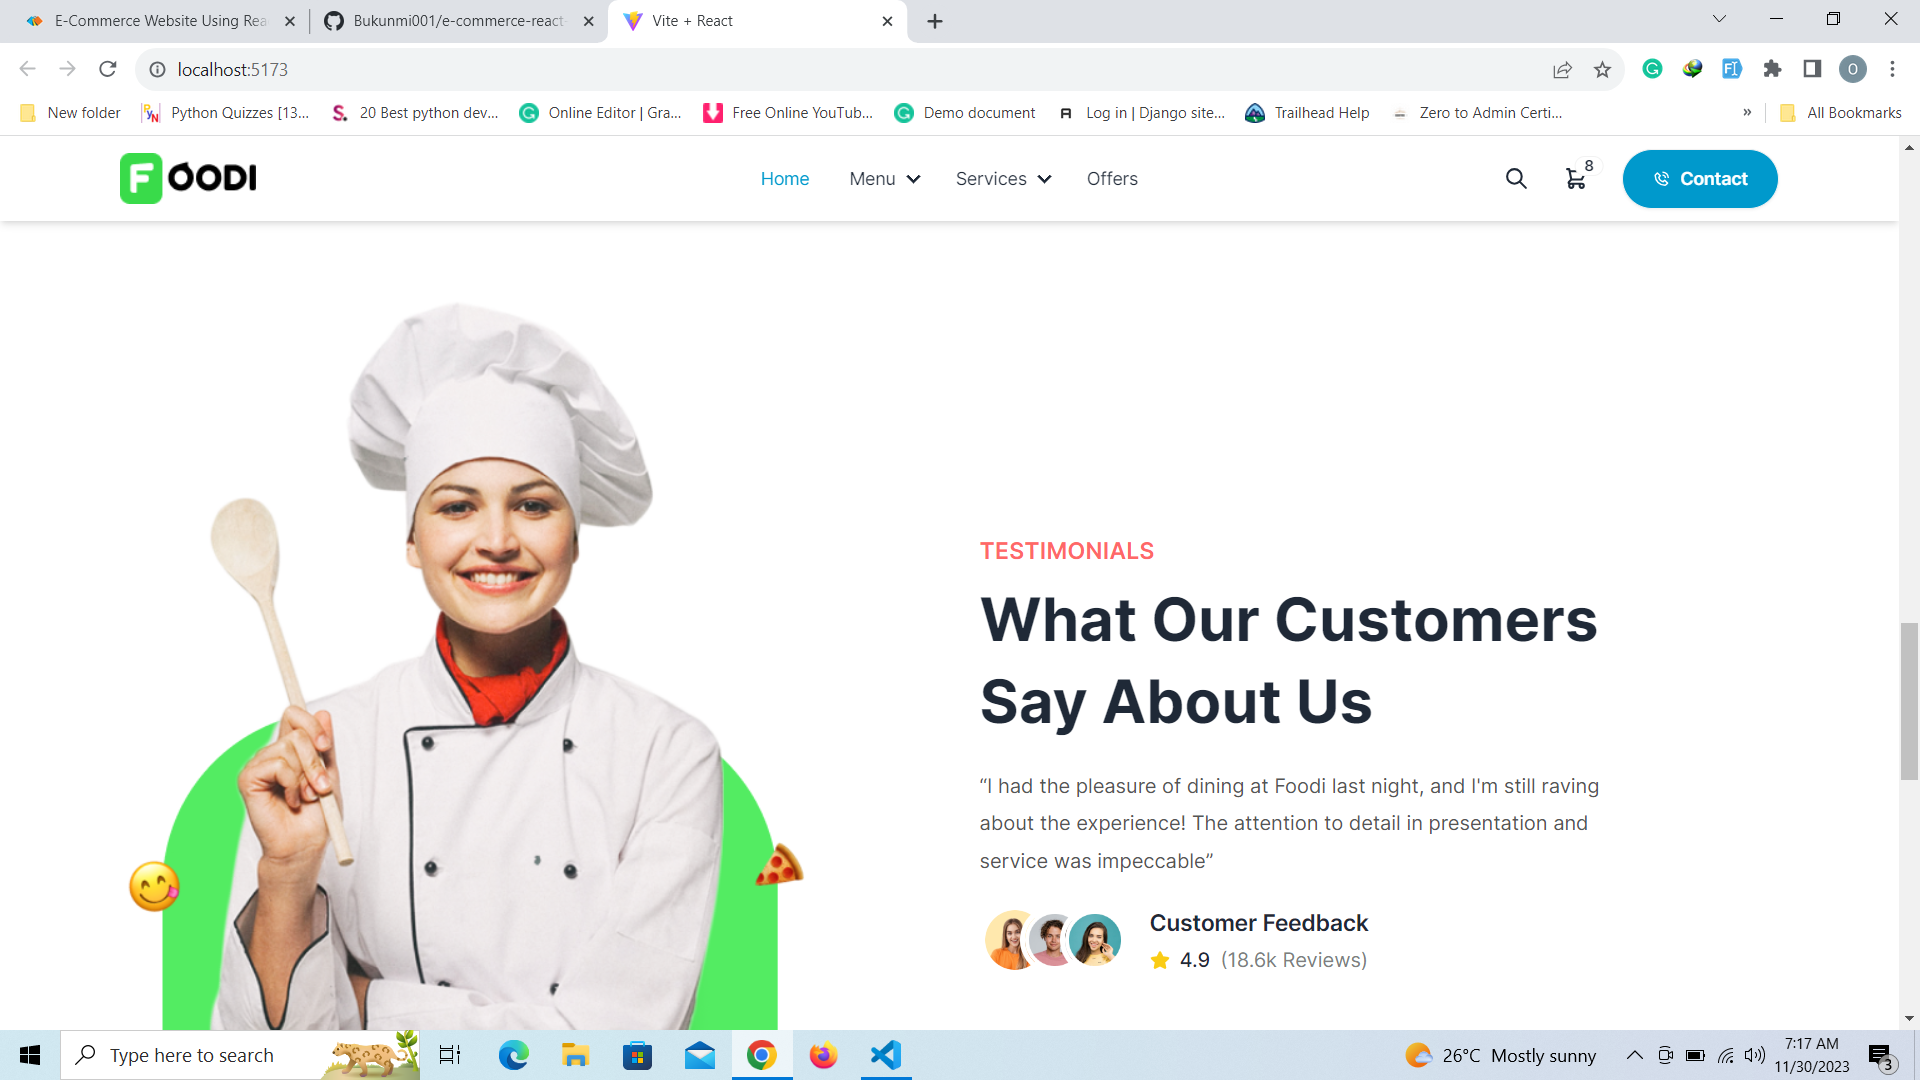 E-Commerce Website Using Rea
Bukunmi001/e-commerce-react-
Vite + React
localhost:5173
O
New folder
Python Quizzes [13...
20 Best python dev...
Online Editor | Gra...
Free Online YouTub...
Demo document
Log in | Django site...
Trailhead Help
Zero to Admin Certi...
»
All Bookmarks
FOODI
Home
Menu
Services
Offers
8
Contact
TESTIMONIALS
What Our Customers
Say About Us
“I had the pleasure of dining at Foodi last night, and I'm still raving
about the experience! The attention to detail in presentation and
service was impeccable”
Customer Feedback
4.9 (18.6k Reviews)
Type here to search
26°C Mostly sunny
7:17 AM
11/30/2023
3